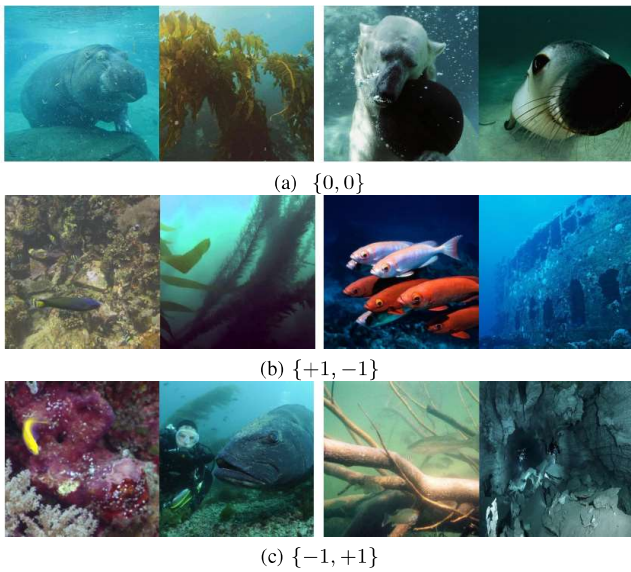 (a) {0, 0}
(b) {+1, −1}
(c) {−1, +1}